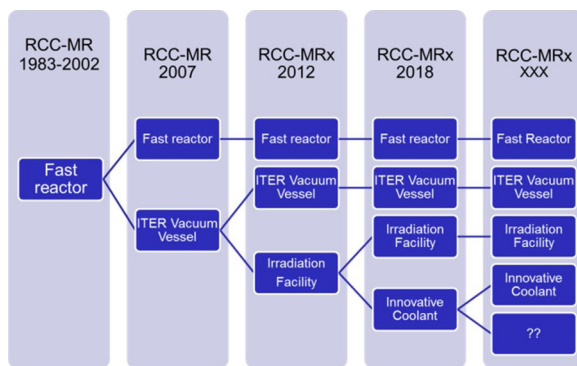 RCC-MR
1983-2002
Fast
reactor
RCC-MR
2007
Fast reactor
ITER Vacuum
Vessel
RCC-MRx
2012
Fast reactor
ITER Vacuum
Vessel
Irradiation
Facility
RCC-MRx
2018
Fast reactor
ITER Vacuum
Vessel
Irradiation
Facility
Innovative
Coolant
RCC-MRx
XXX
Fast Reactor
ITER Vacuum
Vessel
Irradiation
Facility
Innovative
Coolant
??